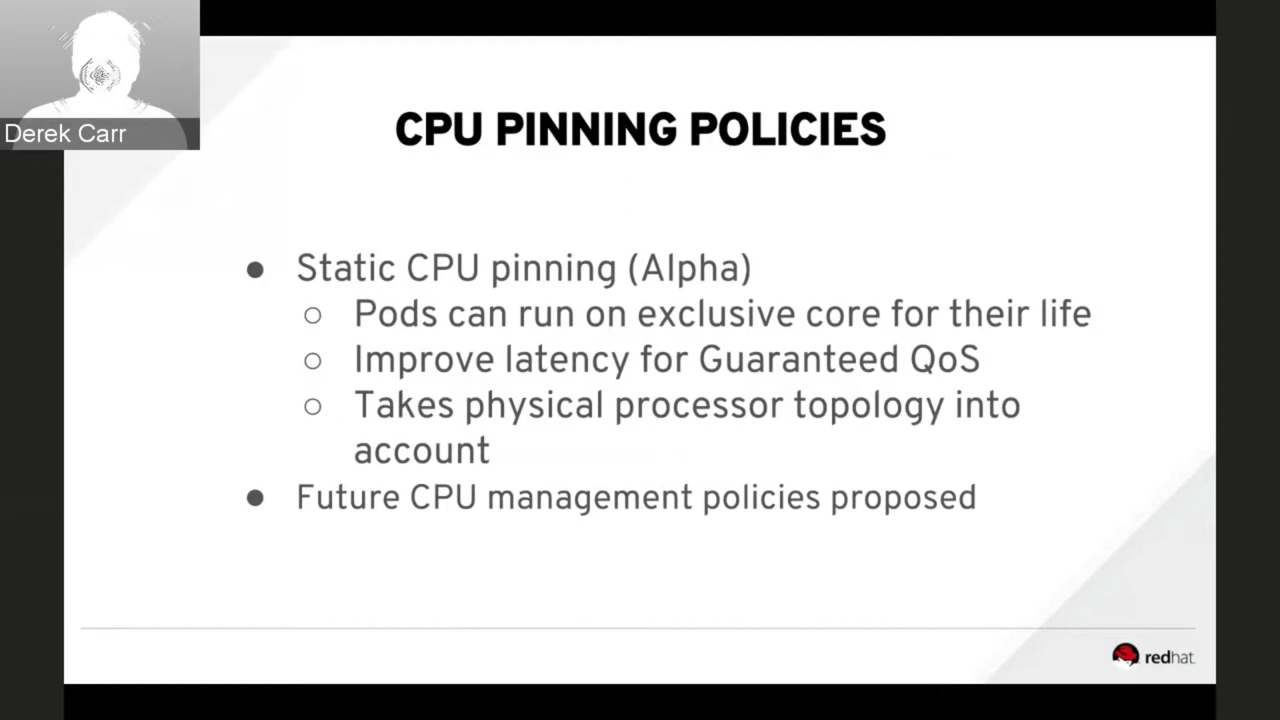 Derek Carr
CPU PINNING POLICIES
● Static CPU pinning (Alpha)
○ Pods can run on exclusive core for their life
○ Improve latency for Guaranteed QoS
○ Takes physical processor topology into
account
● Future CPU management policies proposed
redhat.